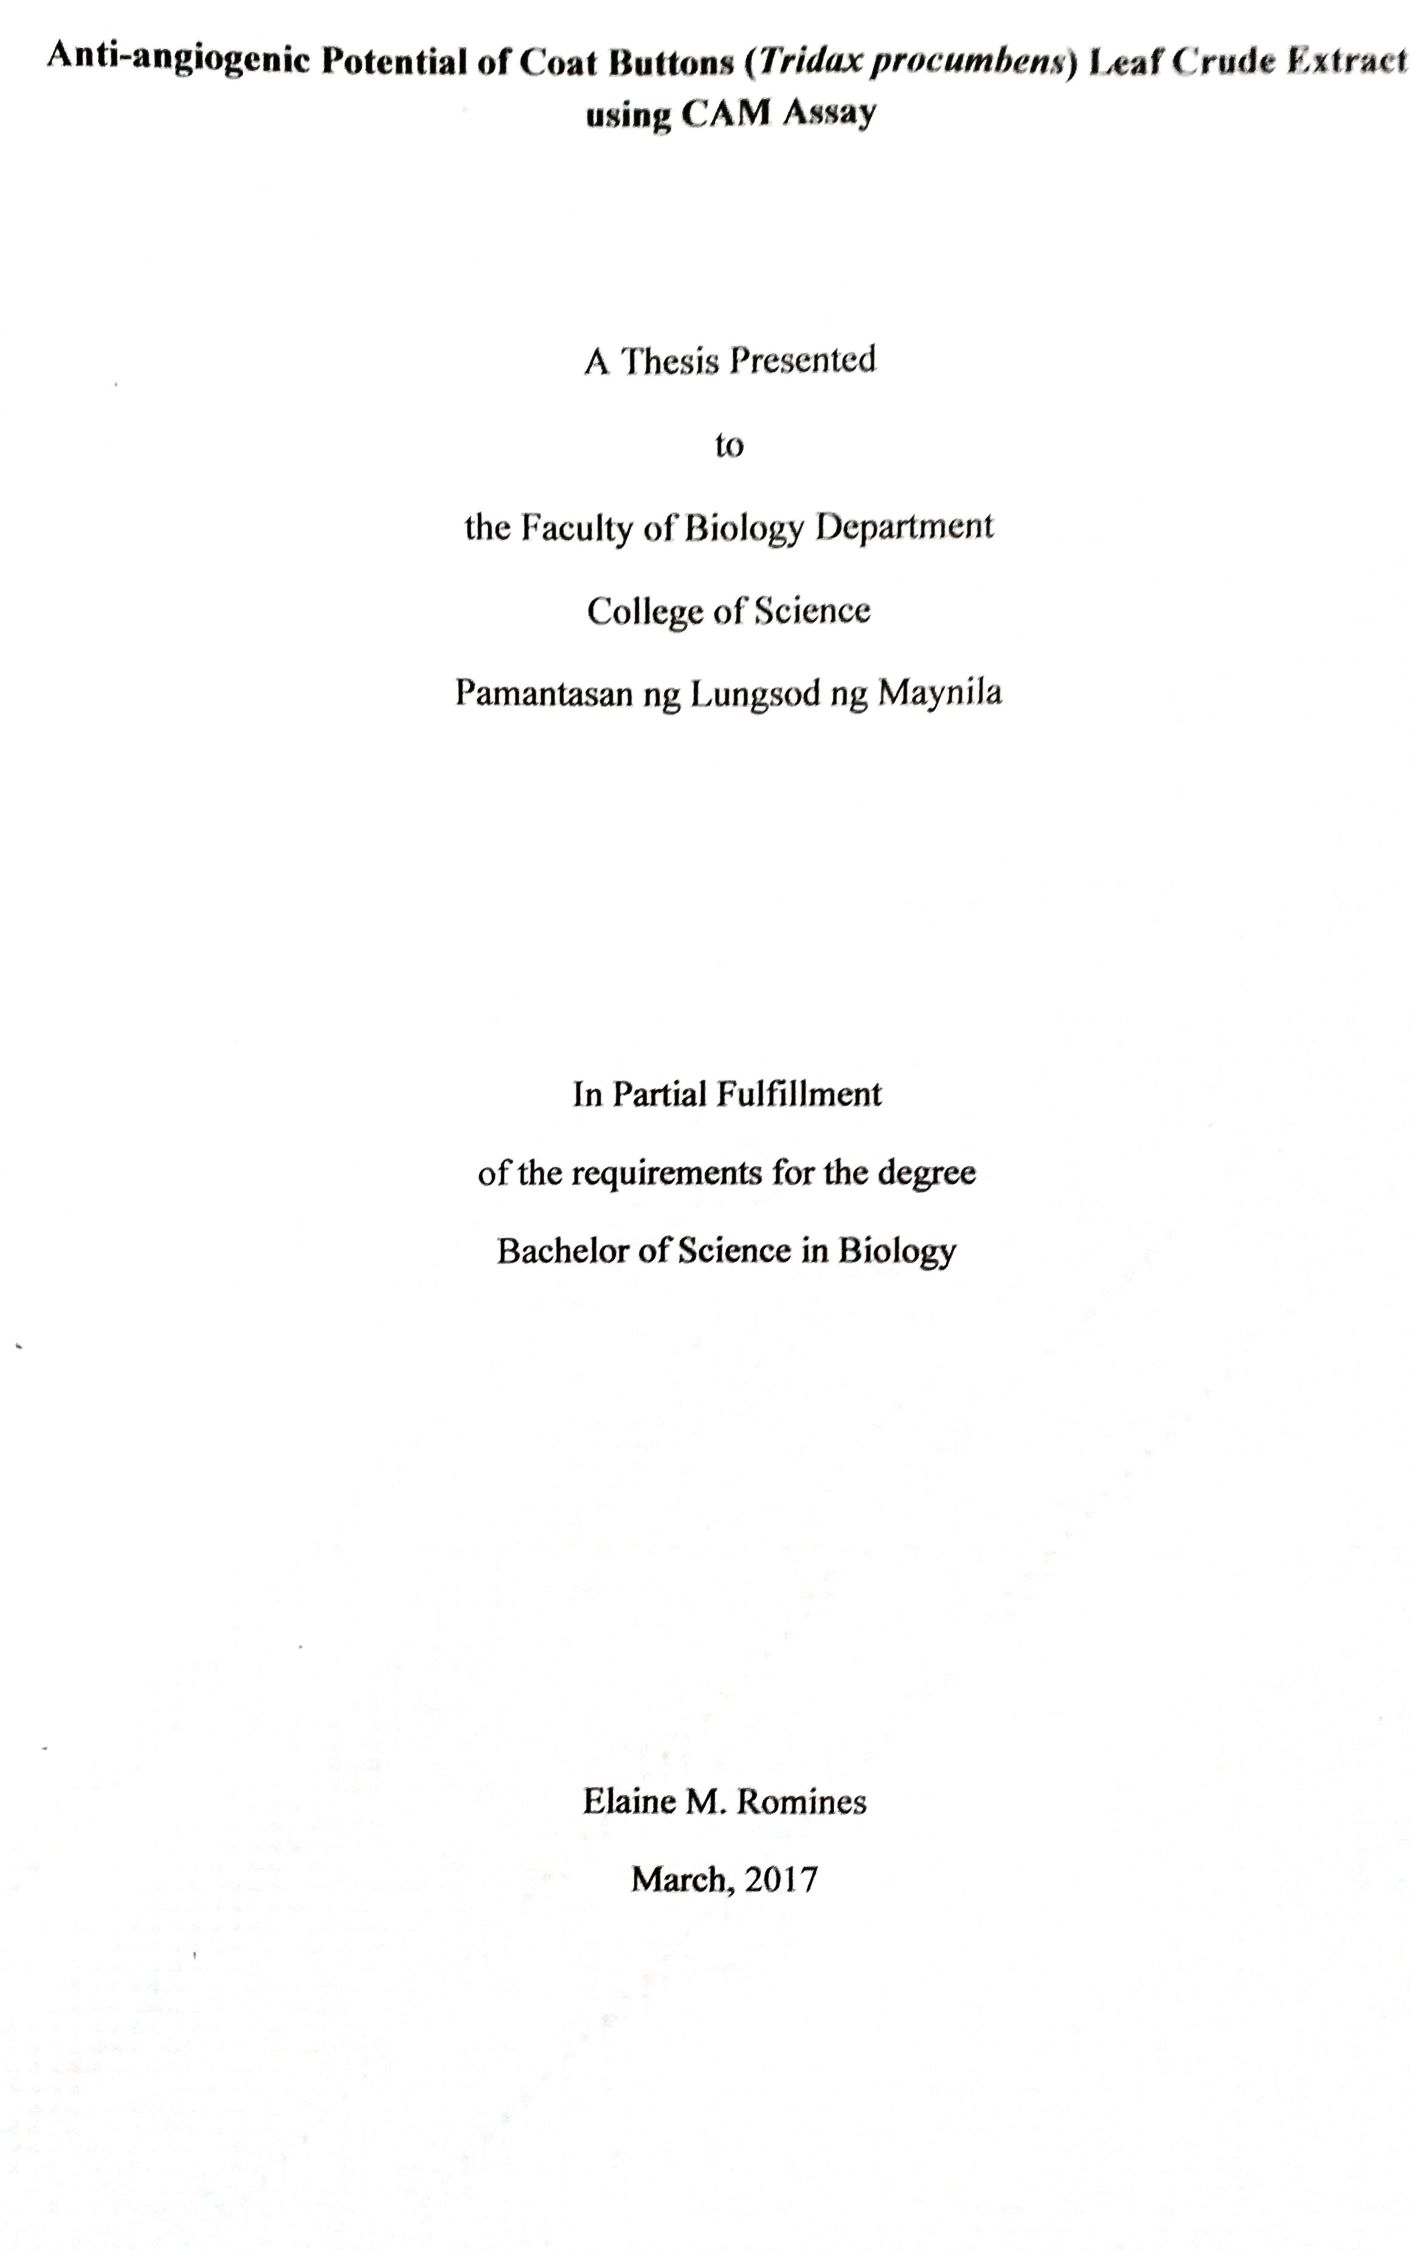 Anti-angiogenic Potential of Coat Buttons (Tridax procumbens) Leaf Crude Extract
using CAM Assay
A Thesis Presented
to
the Faculty of Biology Department
College of Science
Pamantasan ng Lungsod ng Maynila
In Partial Fulfillment
of the requirements for the degree
Bachelor of Science in Biology
Elaine M. Romines
March, 2017